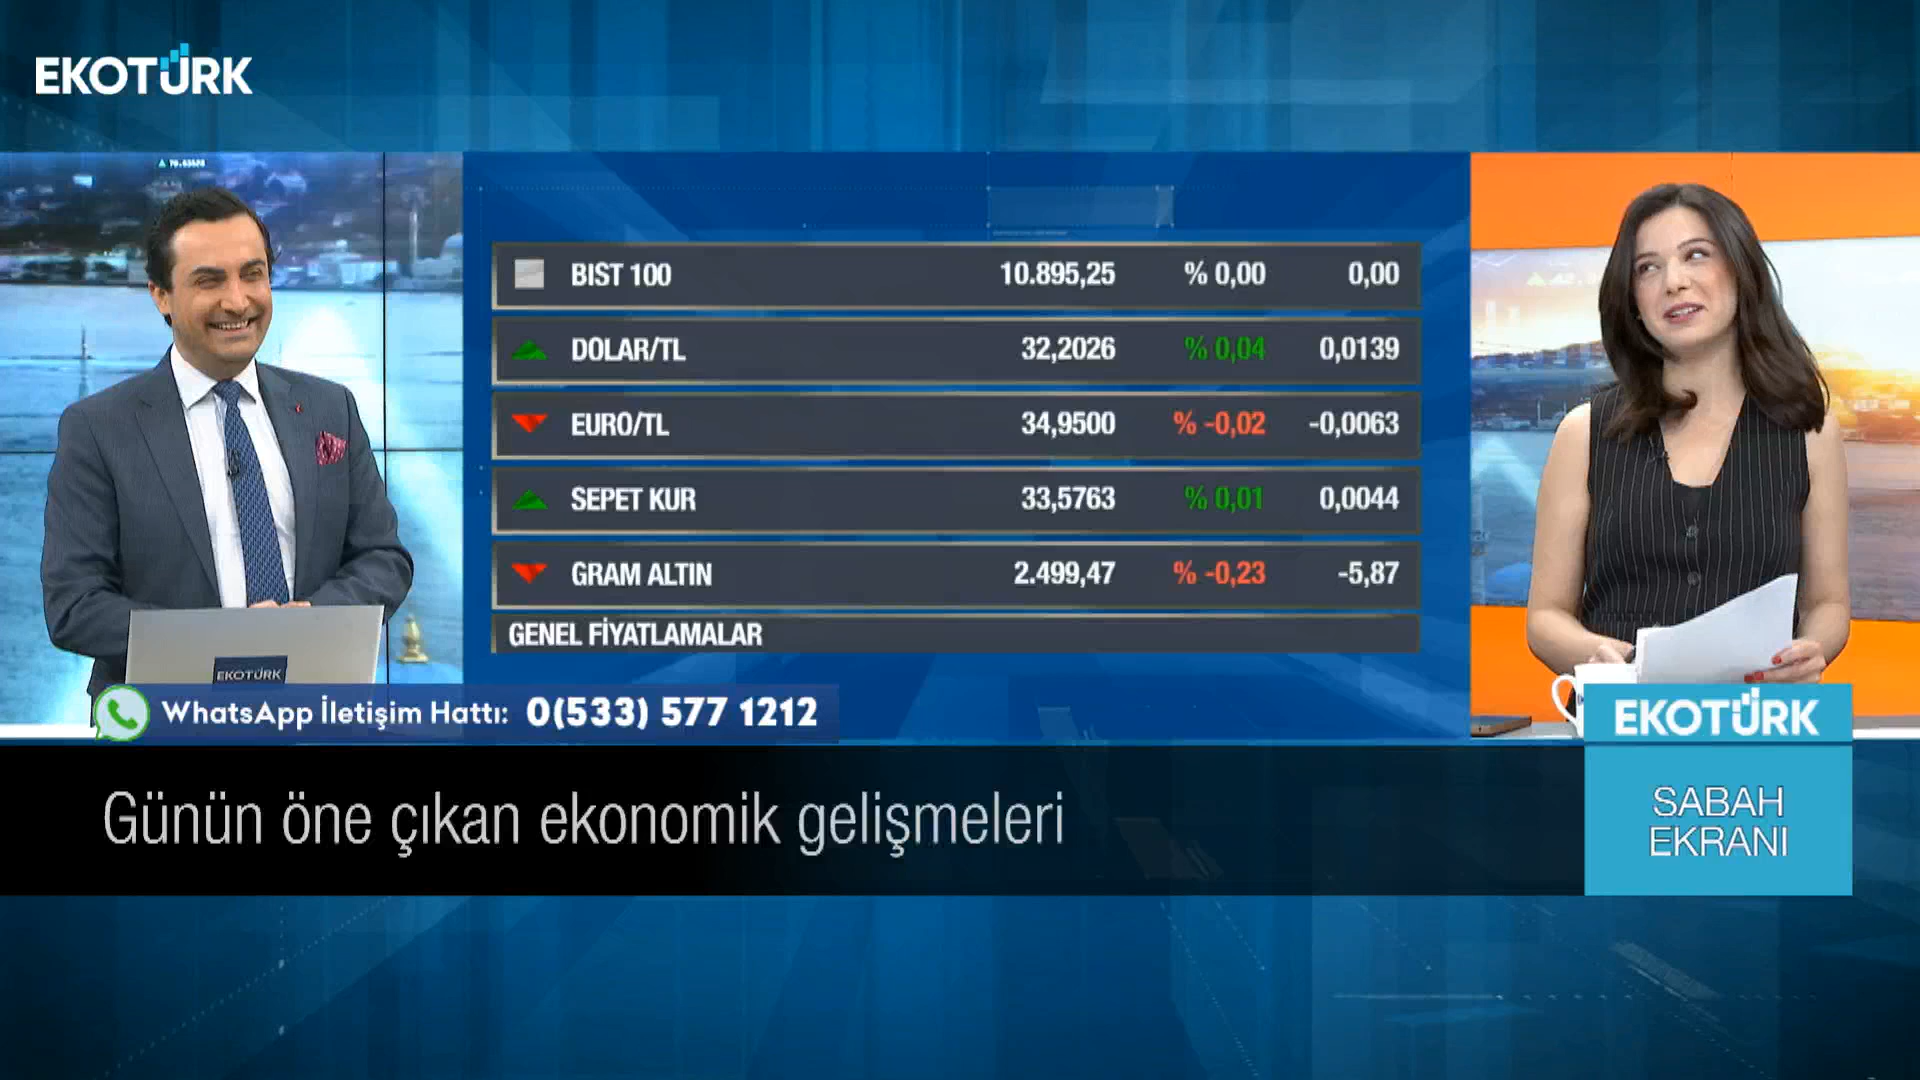 EKOTÜRK
BIST 100 10.895,25 % 0,00 0,00
DOLAR/TL 32,2026 % 0,04 0,0139
EURO/TL 34,9500 % -0,02 -0,0063
SEPET KUR 33,5763 % 0,01 0,0044
GRAM ALTIN 2.499,47 % -0,23 -5,87
GENEL FİYATLAMALAR
EKOTÜRK
WhatsApp İletişim Hattı: 0(533) 577 1212
EKOTÜRK
Günün öne çıkan ekonomik gelişmeleri
SABAH
EKRANI